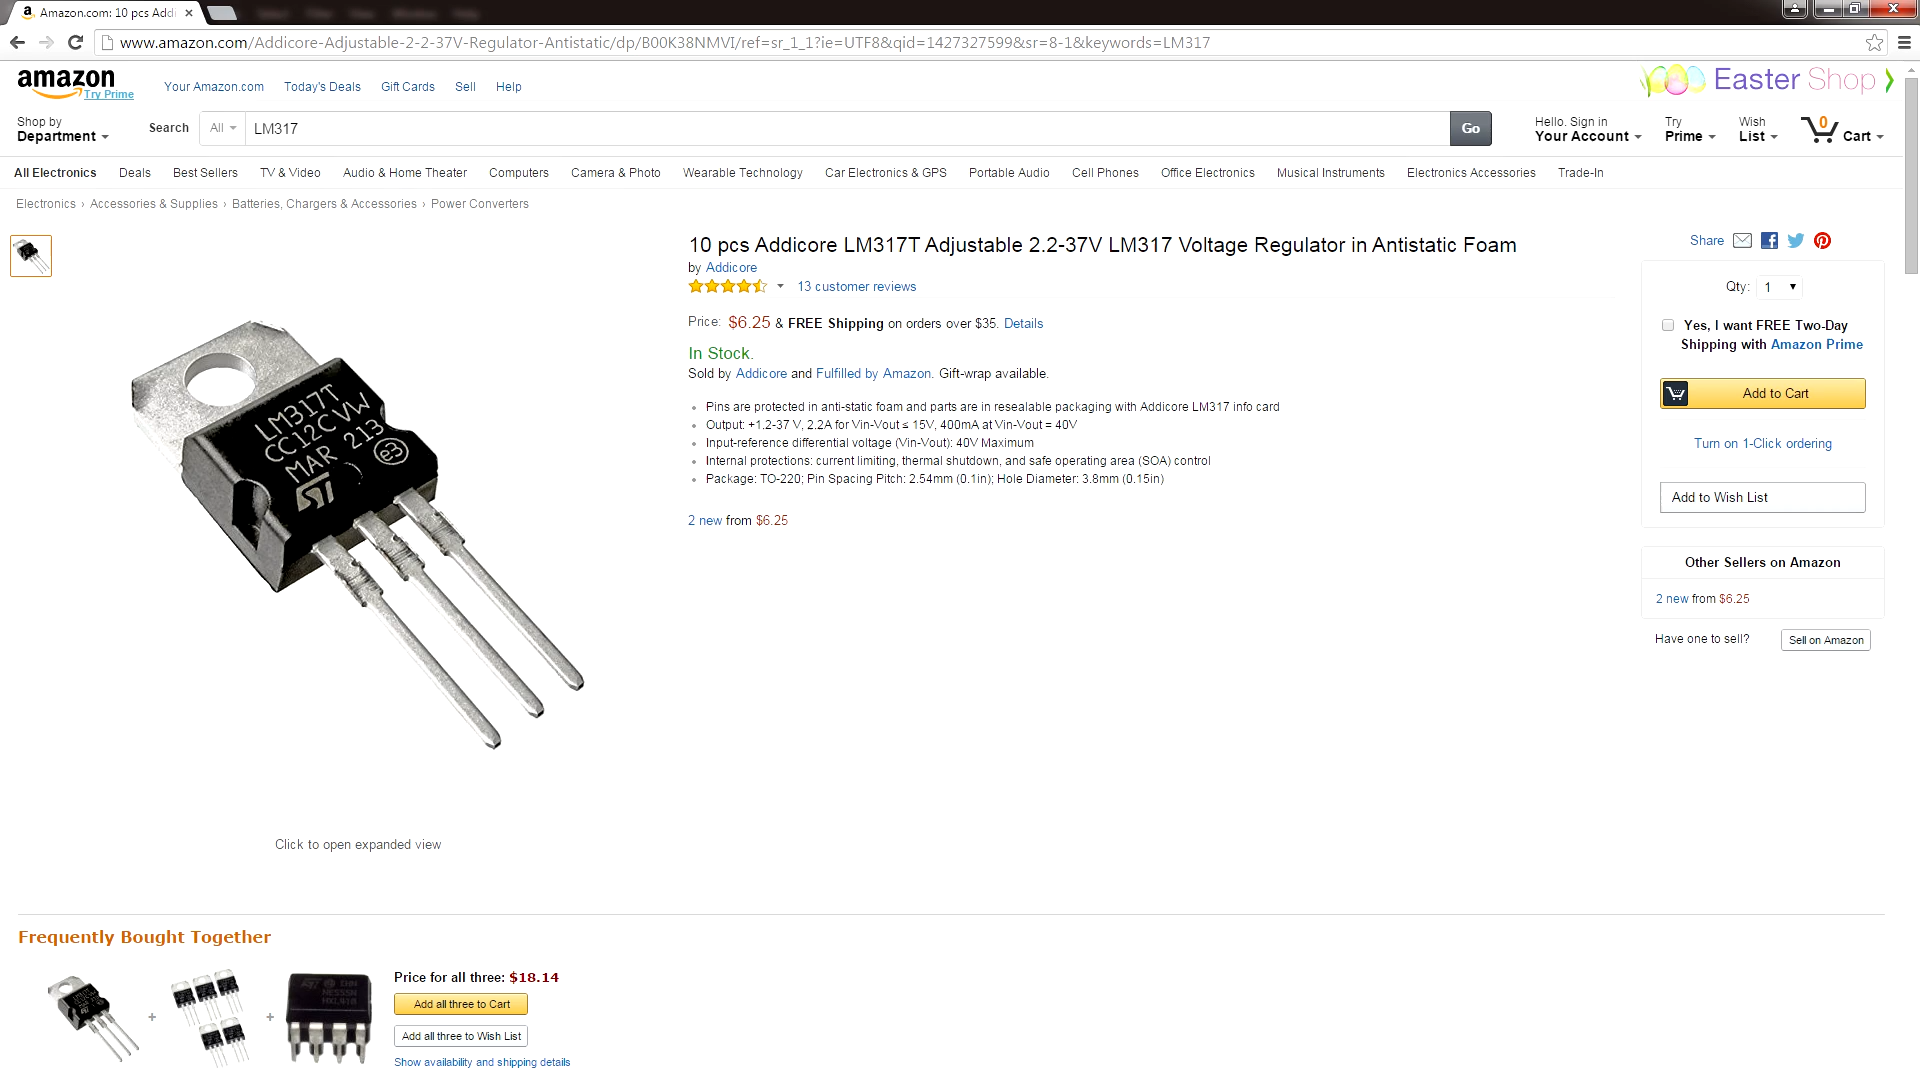 Amazon.com: 10 pcs Addi
www.amazon.com/Addicore-Adjustable-2-2-37V-Regulator-Antistatic/dp/B00K38NMVI/ref=sr_1_1?ie=UTF8&qid=1427327599&sr=8-1&keywords=LM317
amazon
Try Prime
Your Amazon.com Today's Deals Gift Cards Sell Help
Easter Shop
Shop by
Department
Search All LM317 Go
Hello. Sign in
Your Account
Try
Prime
Wish
List
0
Cart
All Electronics Deals Best Sellers TV & Video Audio & Home Theater Computers Camera & Photo Wearable Technology Car Electronics & GPS Portable Audio Cell Phones Office Electronics Musical Instruments Electronics Accessories Trade-In
Electronics › Accessories & Supplies › Batteries, Chargers & Accessories › Power Converters
10 pcs Addicore LM317T Adjustable 2.2-37V LM317 Voltage Regulator in Antistatic Foam
by Addicore
13 customer reviews
Price: $6.25 & FREE Shipping on orders over $35. Details
In Stock.
Sold by Addicore and Fulfilled by Amazon. Gift-wrap available.
Pins are protected in anti-static foam and parts are in resealable packaging with Addicore LM317 info card
Output: +1.2-37 V, 2.2A for Vin-Vout ≤ 15V, 400mA at Vin-Vout = 40V
Input-reference differential voltage (Vin-Vout): 40V Maximum
Internal protections: current limiting, thermal shutdown, and safe operating area (SOA) control
Package: TO-220; Pin Spacing Pitch: 2.54mm (0.1in); Hole Diameter: 3.8mm (0.15in)
2 new from $6.25
LM317T
CC12C VW
MAR 213
e3
ST
Click to open expanded view
Share
Qty: 1
Yes, I want FREE Two-Day
Shipping with Amazon Prime
Add to Cart
Turn on 1-Click ordering
Add to Wish List
Other Sellers on Amazon
2 new from $6.25
Have one to sell? Sell on Amazon
Frequently Bought Together
+ +
Price for all three: $18.14
Add all three to Cart
Add all three to Wish List
Show availability and shipping details